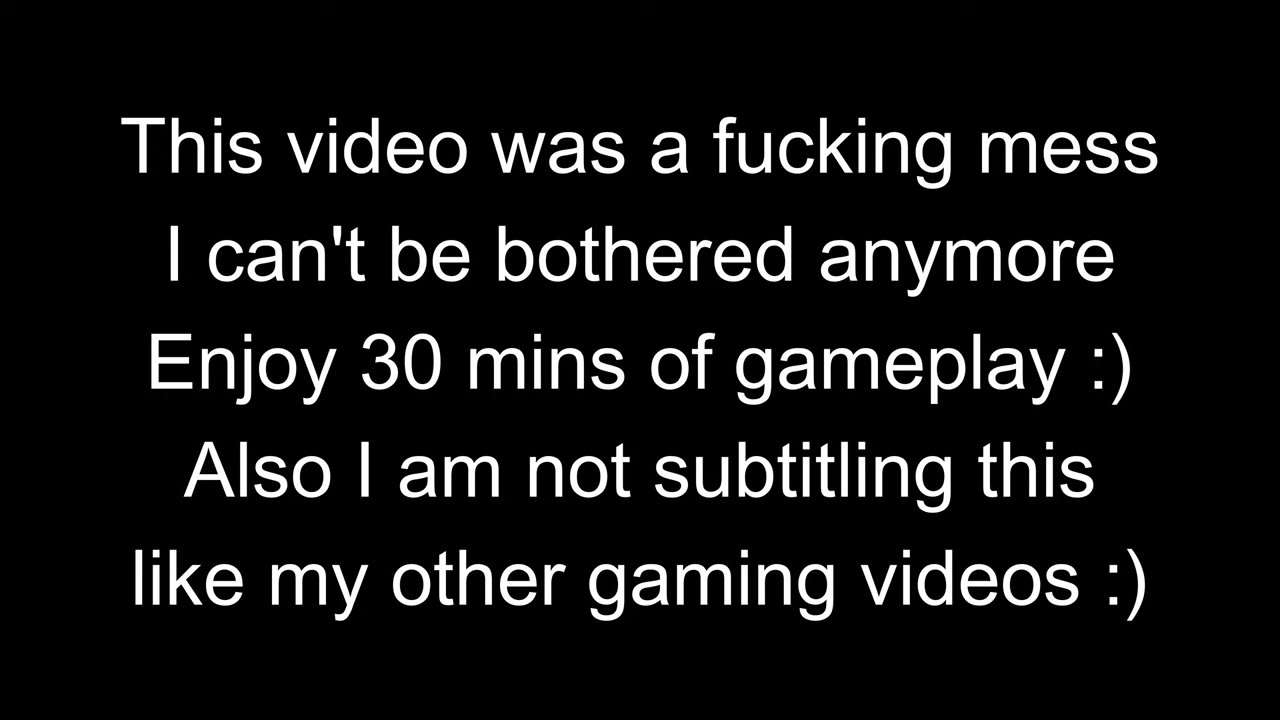 This video was a fucking mess
I can't be bothered anymore
Enjoy 30 mins of gameplay :)
Also I am not subtitling this
like my other gaming videos :)